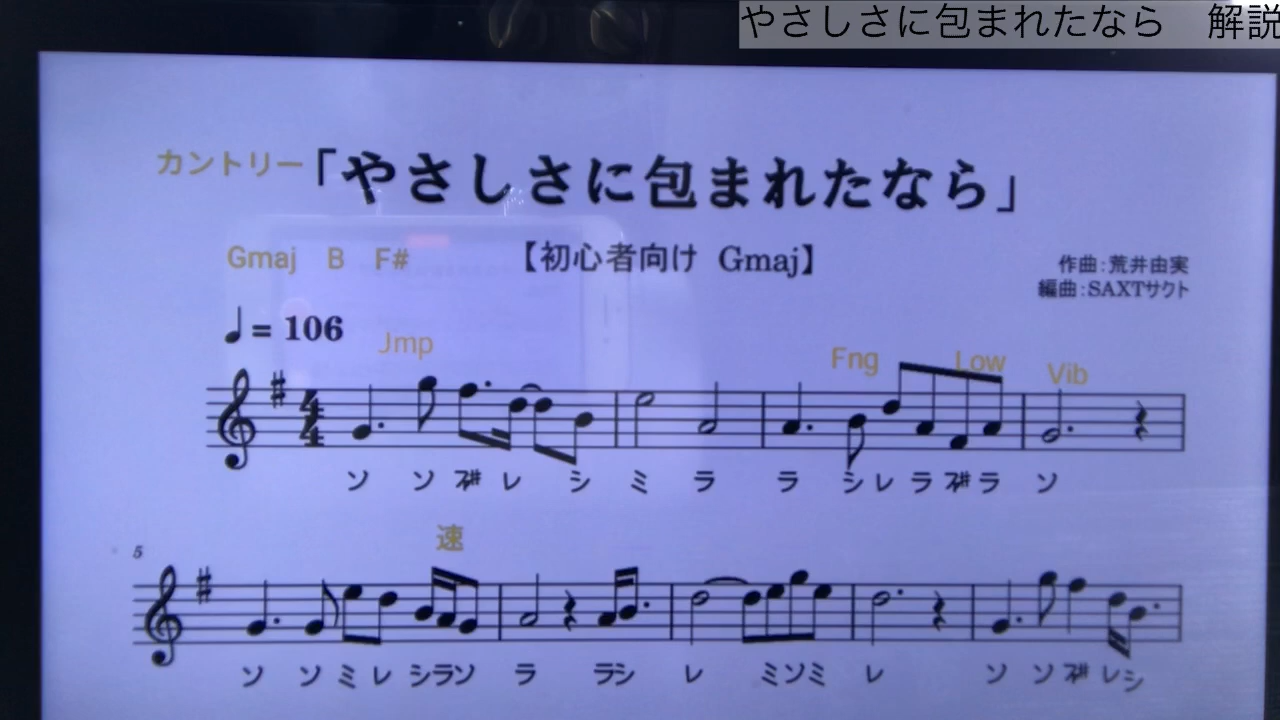 やさしさに包まれたなら　解説
カントリー「やさしさに包まれたなら」
Gmaj B F# 【初心者向け Gmaj】
作曲:荒井由実
編曲:SAXTサクト
♩= 106
Jmp Fng Low Vib
4
4
ソ ソ ﾌｧ# レ シ ミ ラ ラ シ レ ラ ﾌｧ# ラ ソ
速
5
ソ ソ ミ レ シラソ ラ ラシ レ ミソミ レ ソ ソ ﾌｧ# レシ